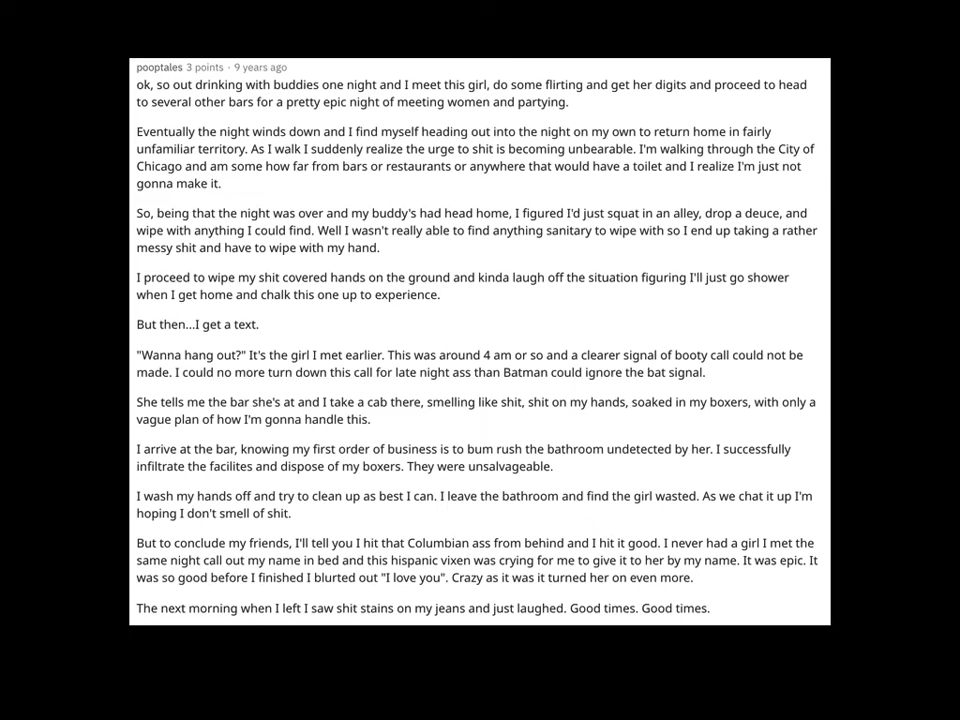 pooptales 3 points · 9 years ago
ok, so out drinking with buddies one night and I meet this girl, do some flirting and get her digits and proceed to head
to several other bars for a pretty epic night of meeting women and partying.
Eventually the night winds down and I find myself heading out into the night on my own to return home in fairly
unfamiliar territory. As I walk I suddenly realize the urge to shit is becoming unbearable. I'm walking through the City of
Chicago and am some how far from bars or restaurants or anywhere that would have a toilet and I realize I'm just not
gonna make it.
So, being that the night was over and my buddy's had head home, I figured I'd just squat in an alley, drop a deuce, and
wipe with anything I could find. Well I wasn't really able to find anything sanitary to wipe with so I end up taking a rather
messy shit and have to wipe with my hand.
I proceed to wipe my shit covered hands on the ground and kinda laugh off the situation figuring I'll just go shower
when I get home and chalk this one up to experience.
But then...I get a text.
"Wanna hang out?" It's the girl I met earlier. This was around 4 am or so and a clearer signal of booty call could not be
made. I could no more turn down this call for late night ass than Batman could ignore the bat signal.
She tells me the bar she's at and I take a cab there, smelling like shit, shit on my hands, soaked in my boxers, with only a
vague plan of how I'm gonna handle this.
I arrive at the bar, knowing my first order of business is to bum rush the bathroom undetected by her. I successfully
infiltrate the facilites and dispose of my boxers. They were unsalvageable.
I wash my hands off and try to clean up as best I can. I leave the bathroom and find the girl wasted. As we chat it up I'm
hoping I don't smell of shit.
But to conclude my friends, I'll tell you I hit that Columbian ass from behind and I hit it good. I never had a girl I met the
same night call out my name in bed and this hispanic vixen was crying for me to give it to her by my name. It was epic. It
was so good before I finished I blurted out "I love you". Crazy as it was it turned her on even more.
The next morning when I left I saw shit stains on my jeans and just laughed. Good times. Good times.